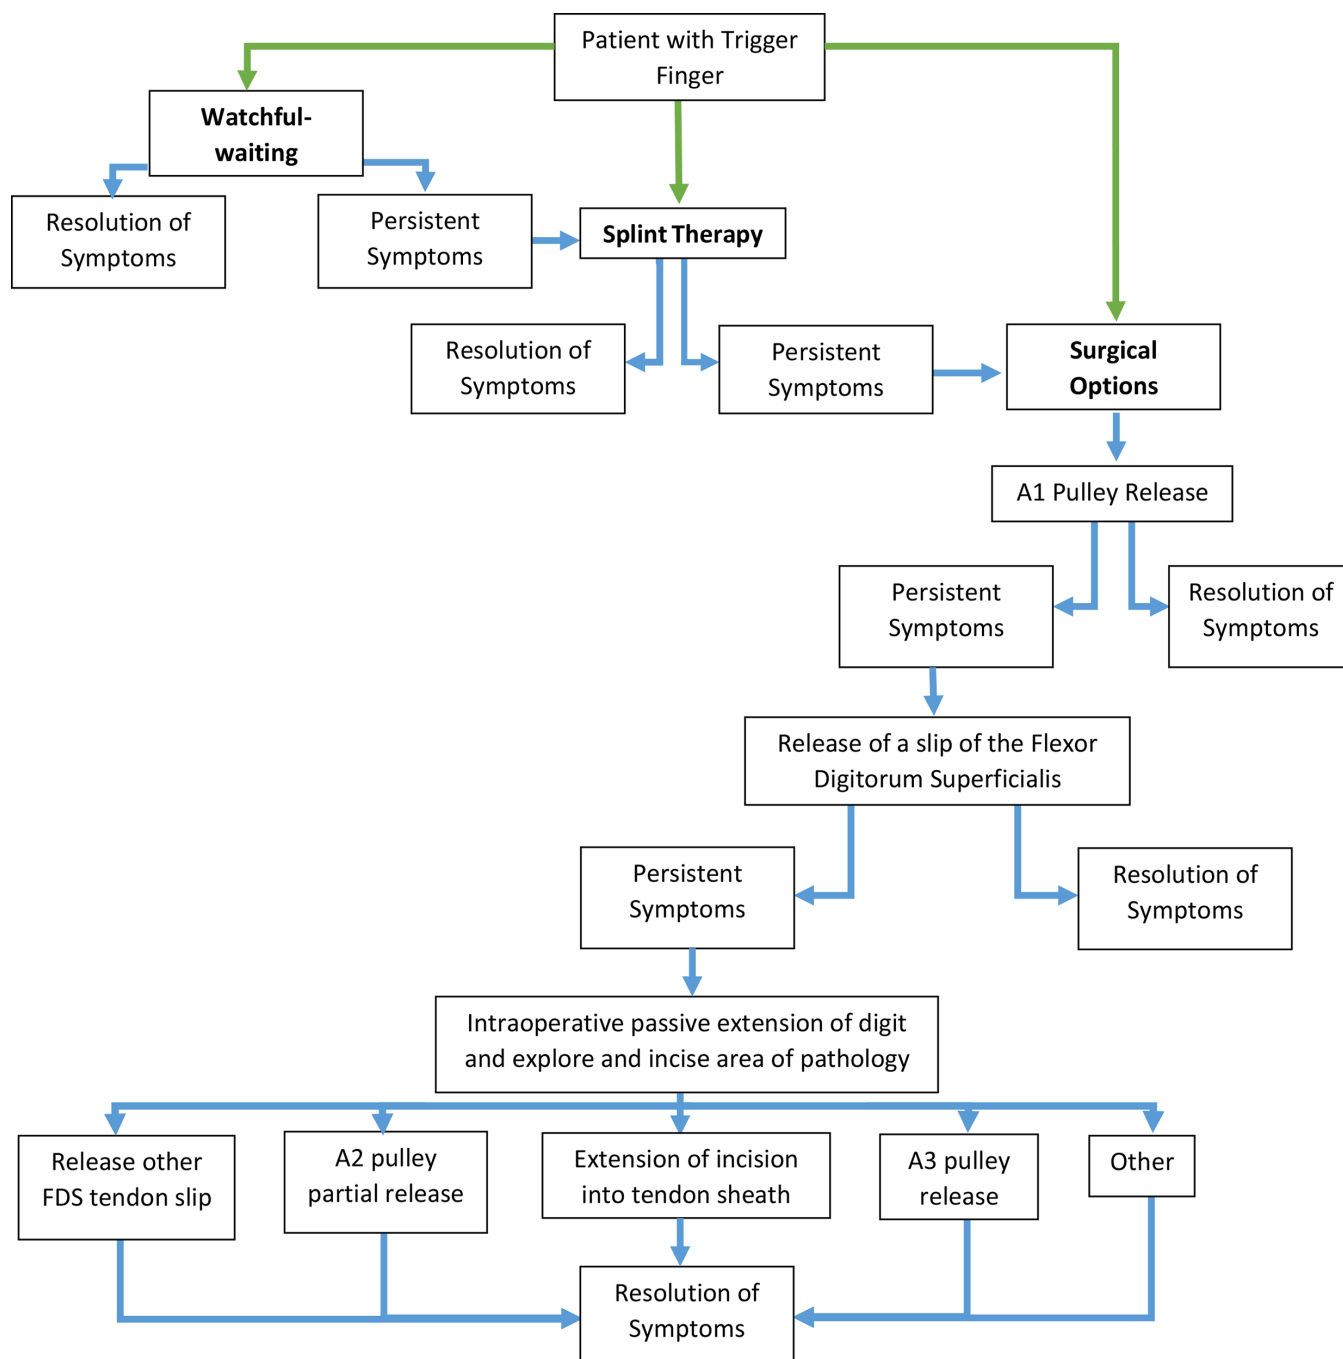 Patient with Trigger
Finger
Watchful-
waiting
Resolution of
Symptoms
Persistent
Symptoms
Splint Therapy
Resolution of
Symptoms
Persistent
Symptoms
Surgical
Options
A1 Pulley Release
Persistent
Symptoms
Resolution of
Symptoms
Release of a slip of the Flexor
Digitorum Superficialis
Persistent
Symptoms
Resolution of
Symptoms
Intraoperative passive extension of digit
and explore and incise area of pathology
Release other
FDS tendon slip
A2 pulley
partial release
Extension of incision
into tendon sheath
A3 pulley
release
Other
Resolution of
Symptoms